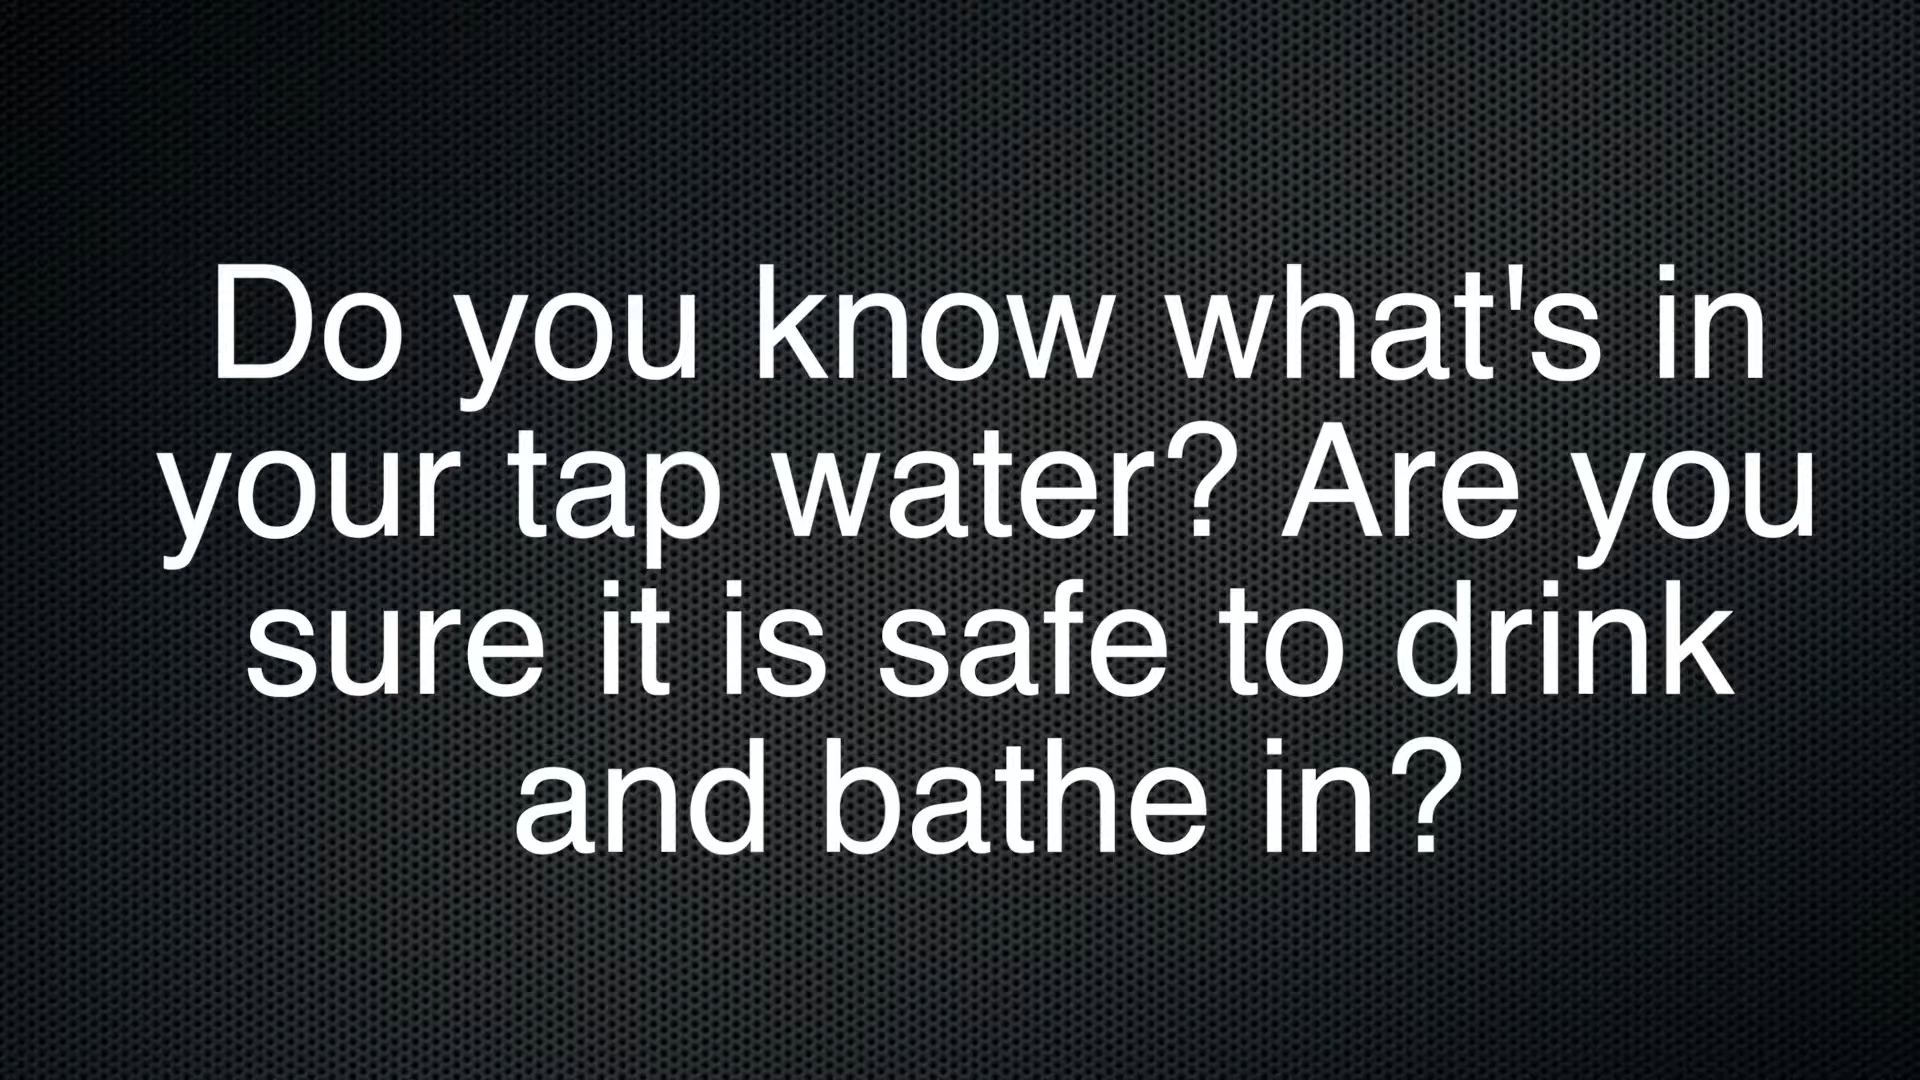 Do you know what's in
your tap water? Are you
sure it is safe to drink
and bathe in?